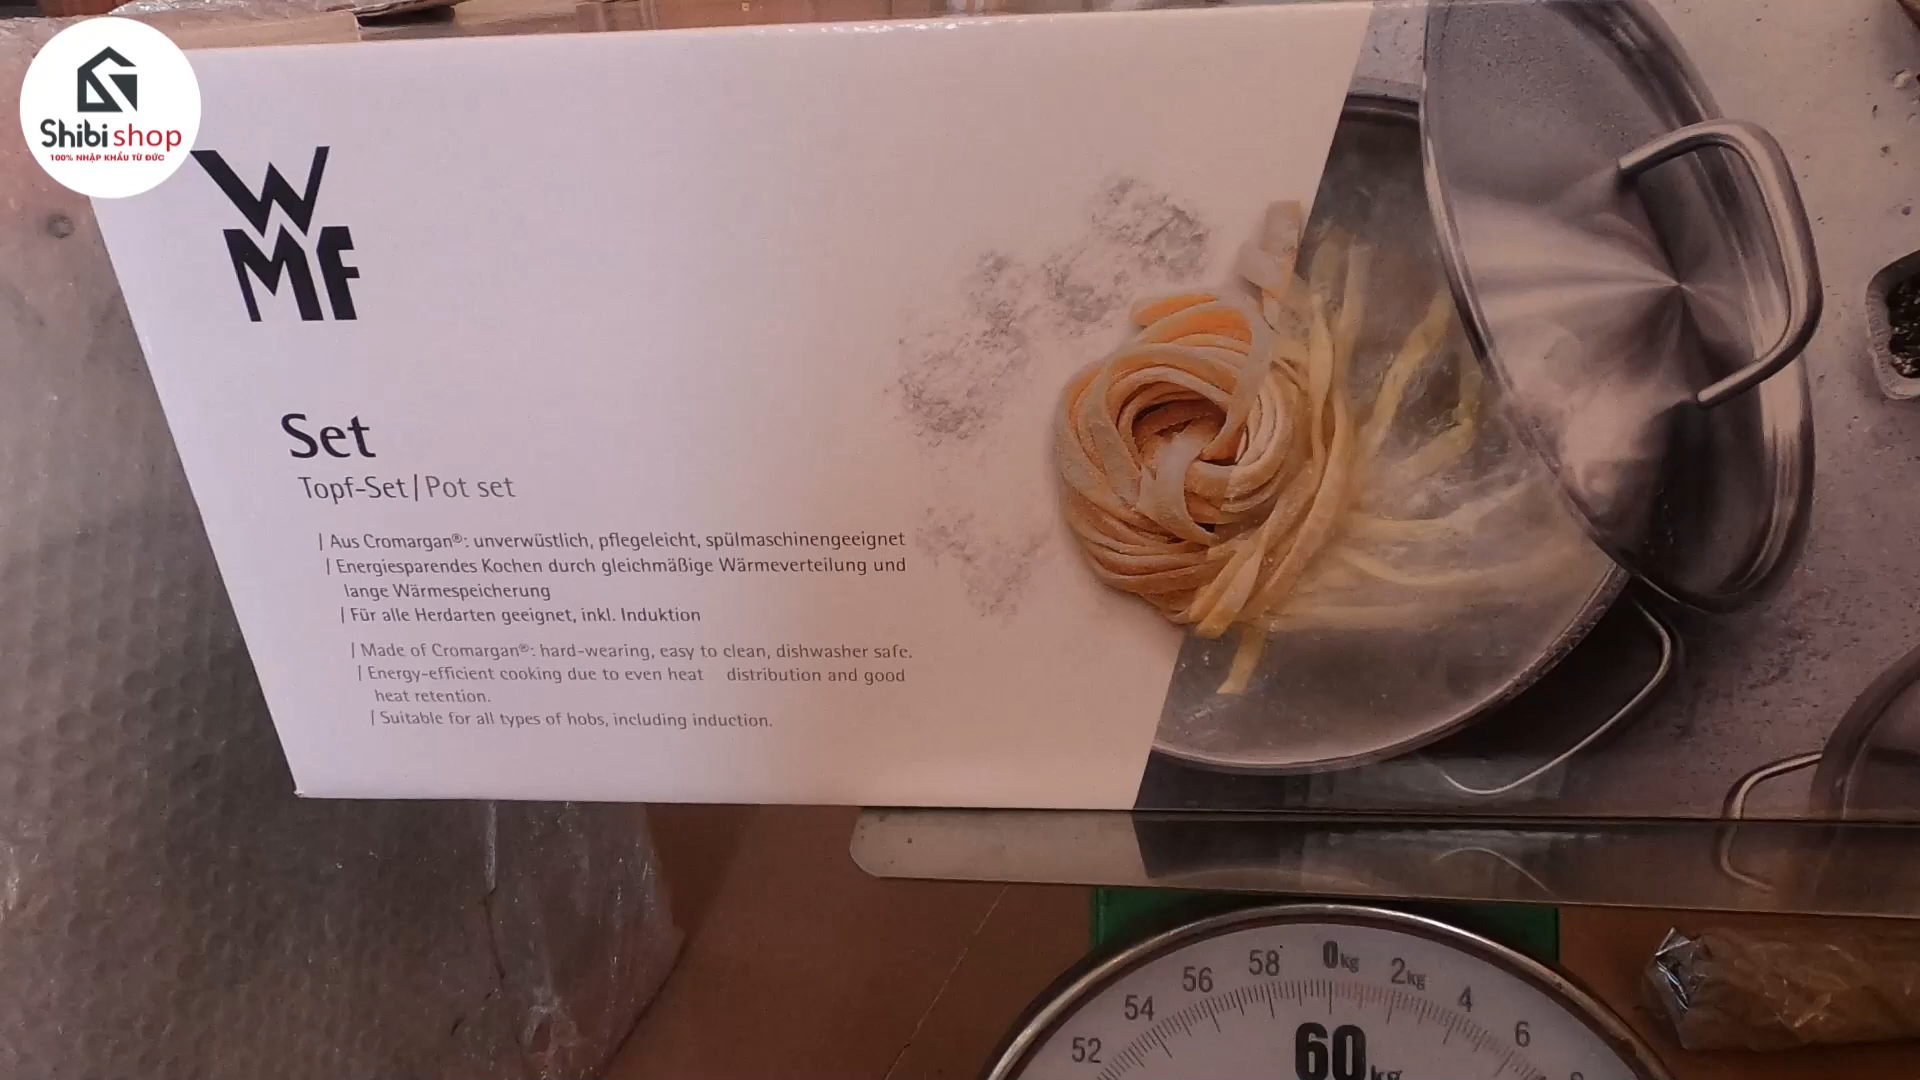 Shibi shop
100% NHẬP KHẨU TỪ ĐỨC
WMF
Set
Topf-Set | Pot set
| Aus Cromargan®: unverwüstlich, pflegeleicht, spülmaschinengeeignet
| Energiesparendes Kochen durch gleichmäßige Wärmeverteilung und
lange Wärmespeicherung
| Für alle Herdarten geeignet, inkl. Induktion
| Made of Cromargan®: hard-wearing, easy to clean, dishwasher safe.
| Energy-efficient cooking due to even heat distribution and good
heat retention.
| Suitable for all types of hobs, including induction.
52 54 56 58 0kg 2kg 4 6
60kg